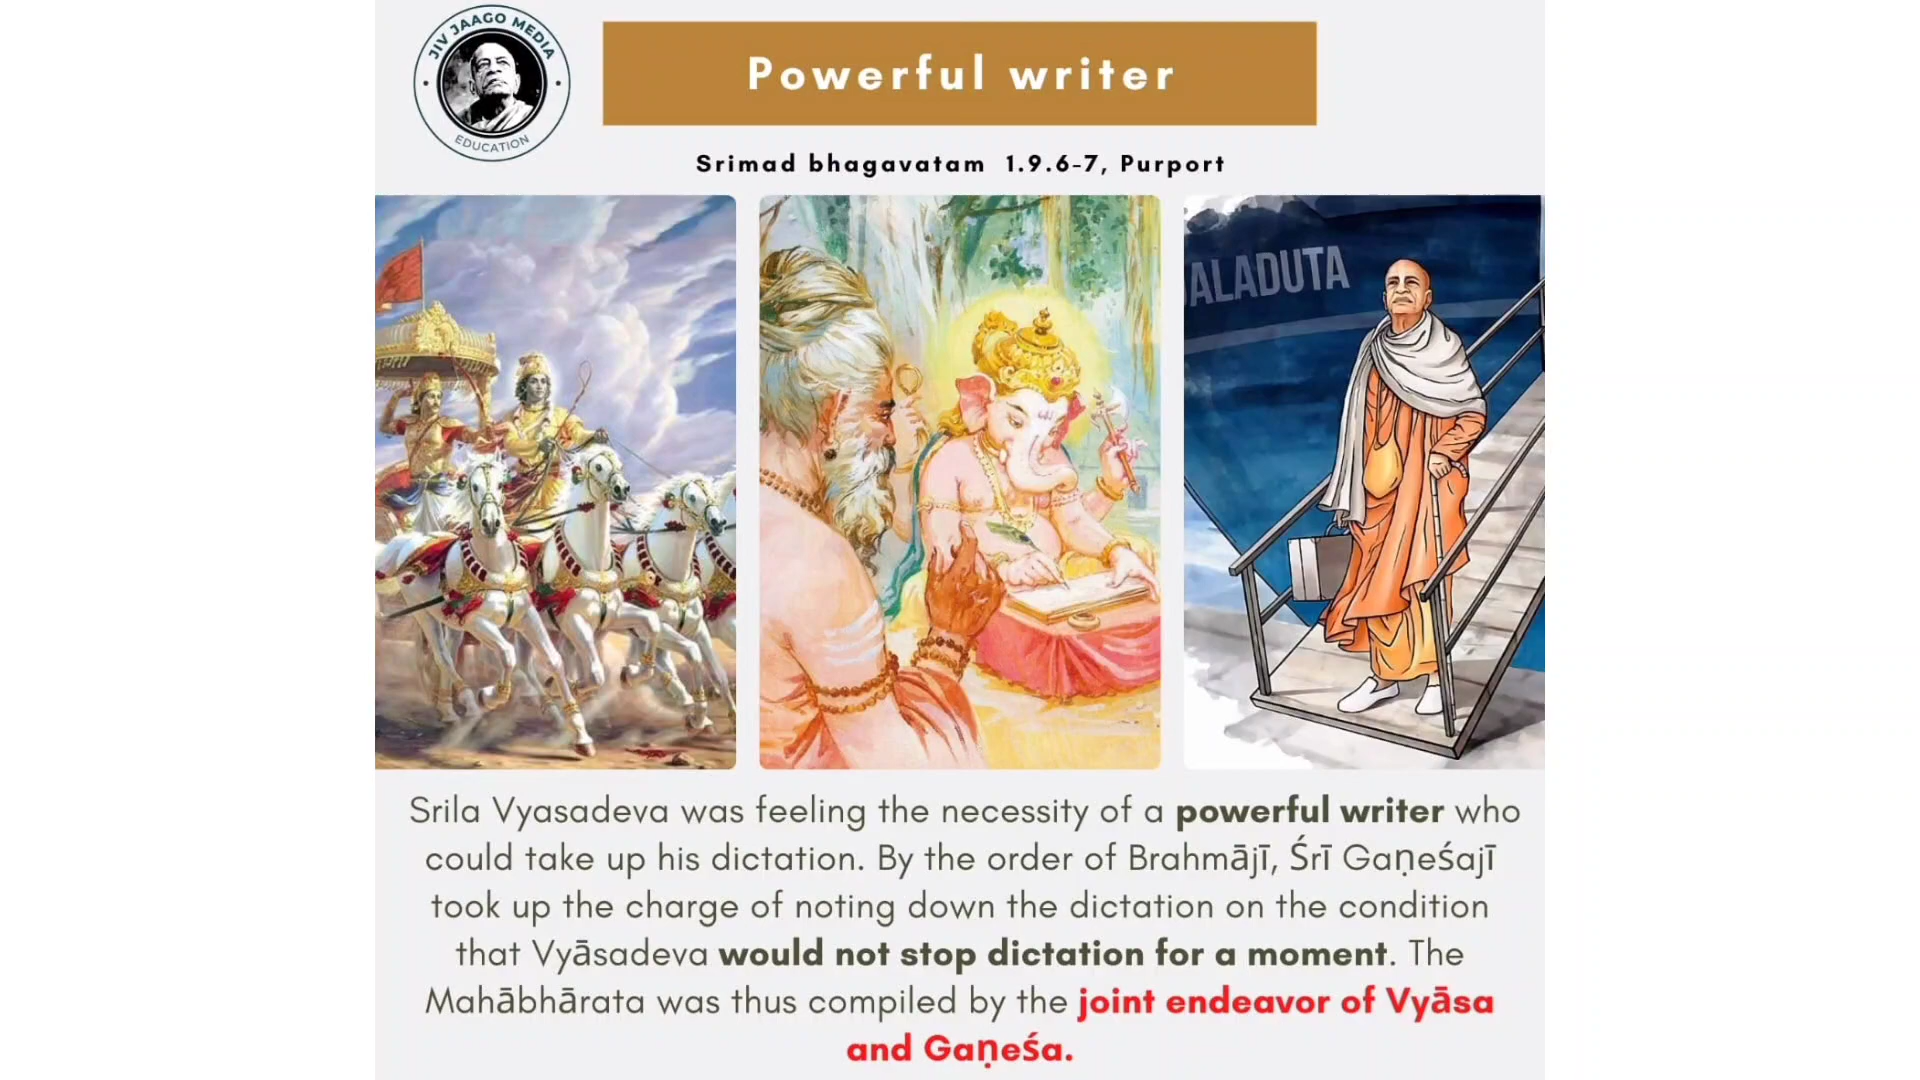 JIV JAAGO MEDIA
EDUCATION
Powerful writer
Srimad bhagavatam 1.9.6-7, Purport
ALADUTA
Srila Vyasadeva was feeling the necessity of a powerful writer who
could take up his dictation. By the order of Brahmājī, Śrī Gaṇeśajī
took up the charge of noting down the dictation on the condition
that Vyāsadeva would not stop dictation for a moment. The
Mahābhārata was thus compiled by the joint endeavor of Vyāsa
and Gaṇeśa.